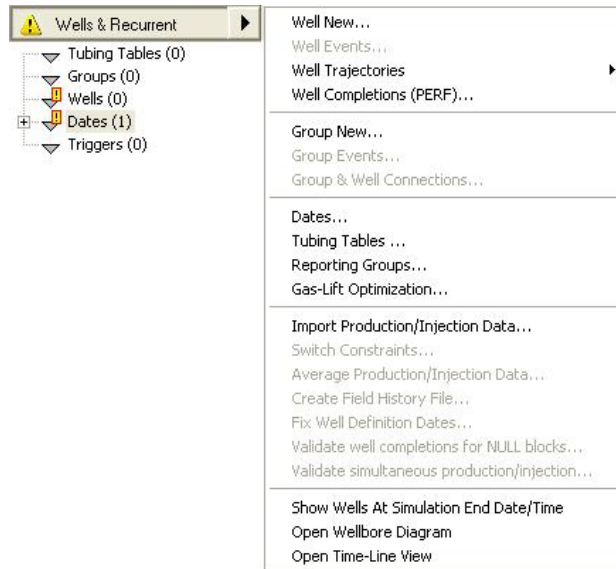 Wells & Recurrent
Tubing Tables (0)
Groups (0)
Wells (0)
Dates (1)
Triggers (0)
Well New...
Well Events...
Well Trajectories
Well Completions (PERF)...
Group New...
Group Events...
Group & Well Connections...
Dates...
Tubing Tables ...
Reporting Groups...
Gas-Lift Optimization...
Import Production/Injection Data...
Switch Constraints...
Average Production/Injection Data...
Create Field History File...
Fix Well Definition Dates...
Validate well completions for NULL blocks...
Validate simultaneous production/injection...
Show Wells At Simulation End Date/Time
Open Wellbore Diagram
Open Time-Line View